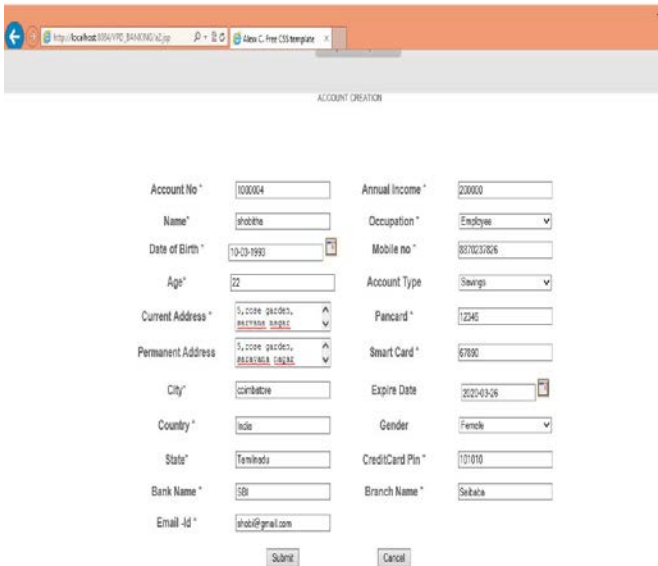 http://localhost:8084/VPD_BANKING/a2.jsp Alexx C. Free CSS template
ACCOUNT CREATION
Account No * 1000004 Annual Income * 200000
Name* shobitha Occupation * Employee
Date of Birth * 10-03-1993 Mobile no * 8870237826
Age* 22 Account Type Savings
Current Address * 5,rose garden, Pancard * 12345
sarvana nagar
Permanent Address 5,rose garden, Smart Card * 67890
saravana nagar
City* coimbatore Expire Date 2020-03-26
Country * India Gender Female
State* Tamilnadu CreditCard Pin * 101010
Bank Name * SBI Branch Name * Saibaba
Email -Id * shobi@gmail.com
Submit Cancel